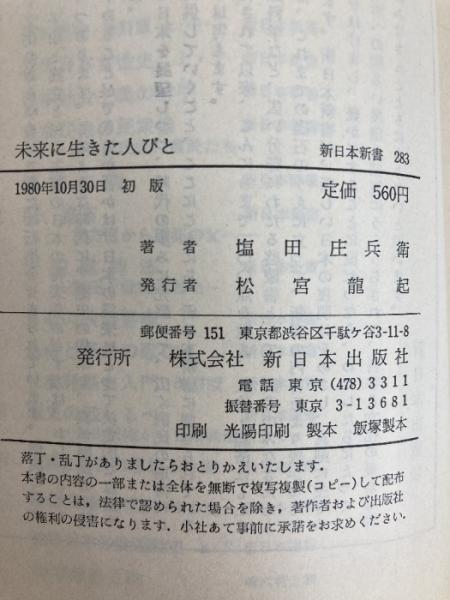 未来に生きた人びと 新日本新書 283
1980年10月30日 初版 定価 560円
著者 塩田庄兵衛
発行者 松宮龍起
郵便番号 151 東京都渋谷区千駄ケ谷3-11-8
発行所 株式会社 新日本出版社
電話 東京 (478) 3311
振替番号 東京 3-13681
印刷 光陽印刷 製本 飯塚製本
落丁・乱丁がありましたらおとりかえいたします.
本書の内容の一部または全体を無断で複写複製(コピー)して配布
することは, 法律で認められた場合を除き, 著作者および出版社
の権利の侵害になります. 小社あて事前に承諾をお求めください.